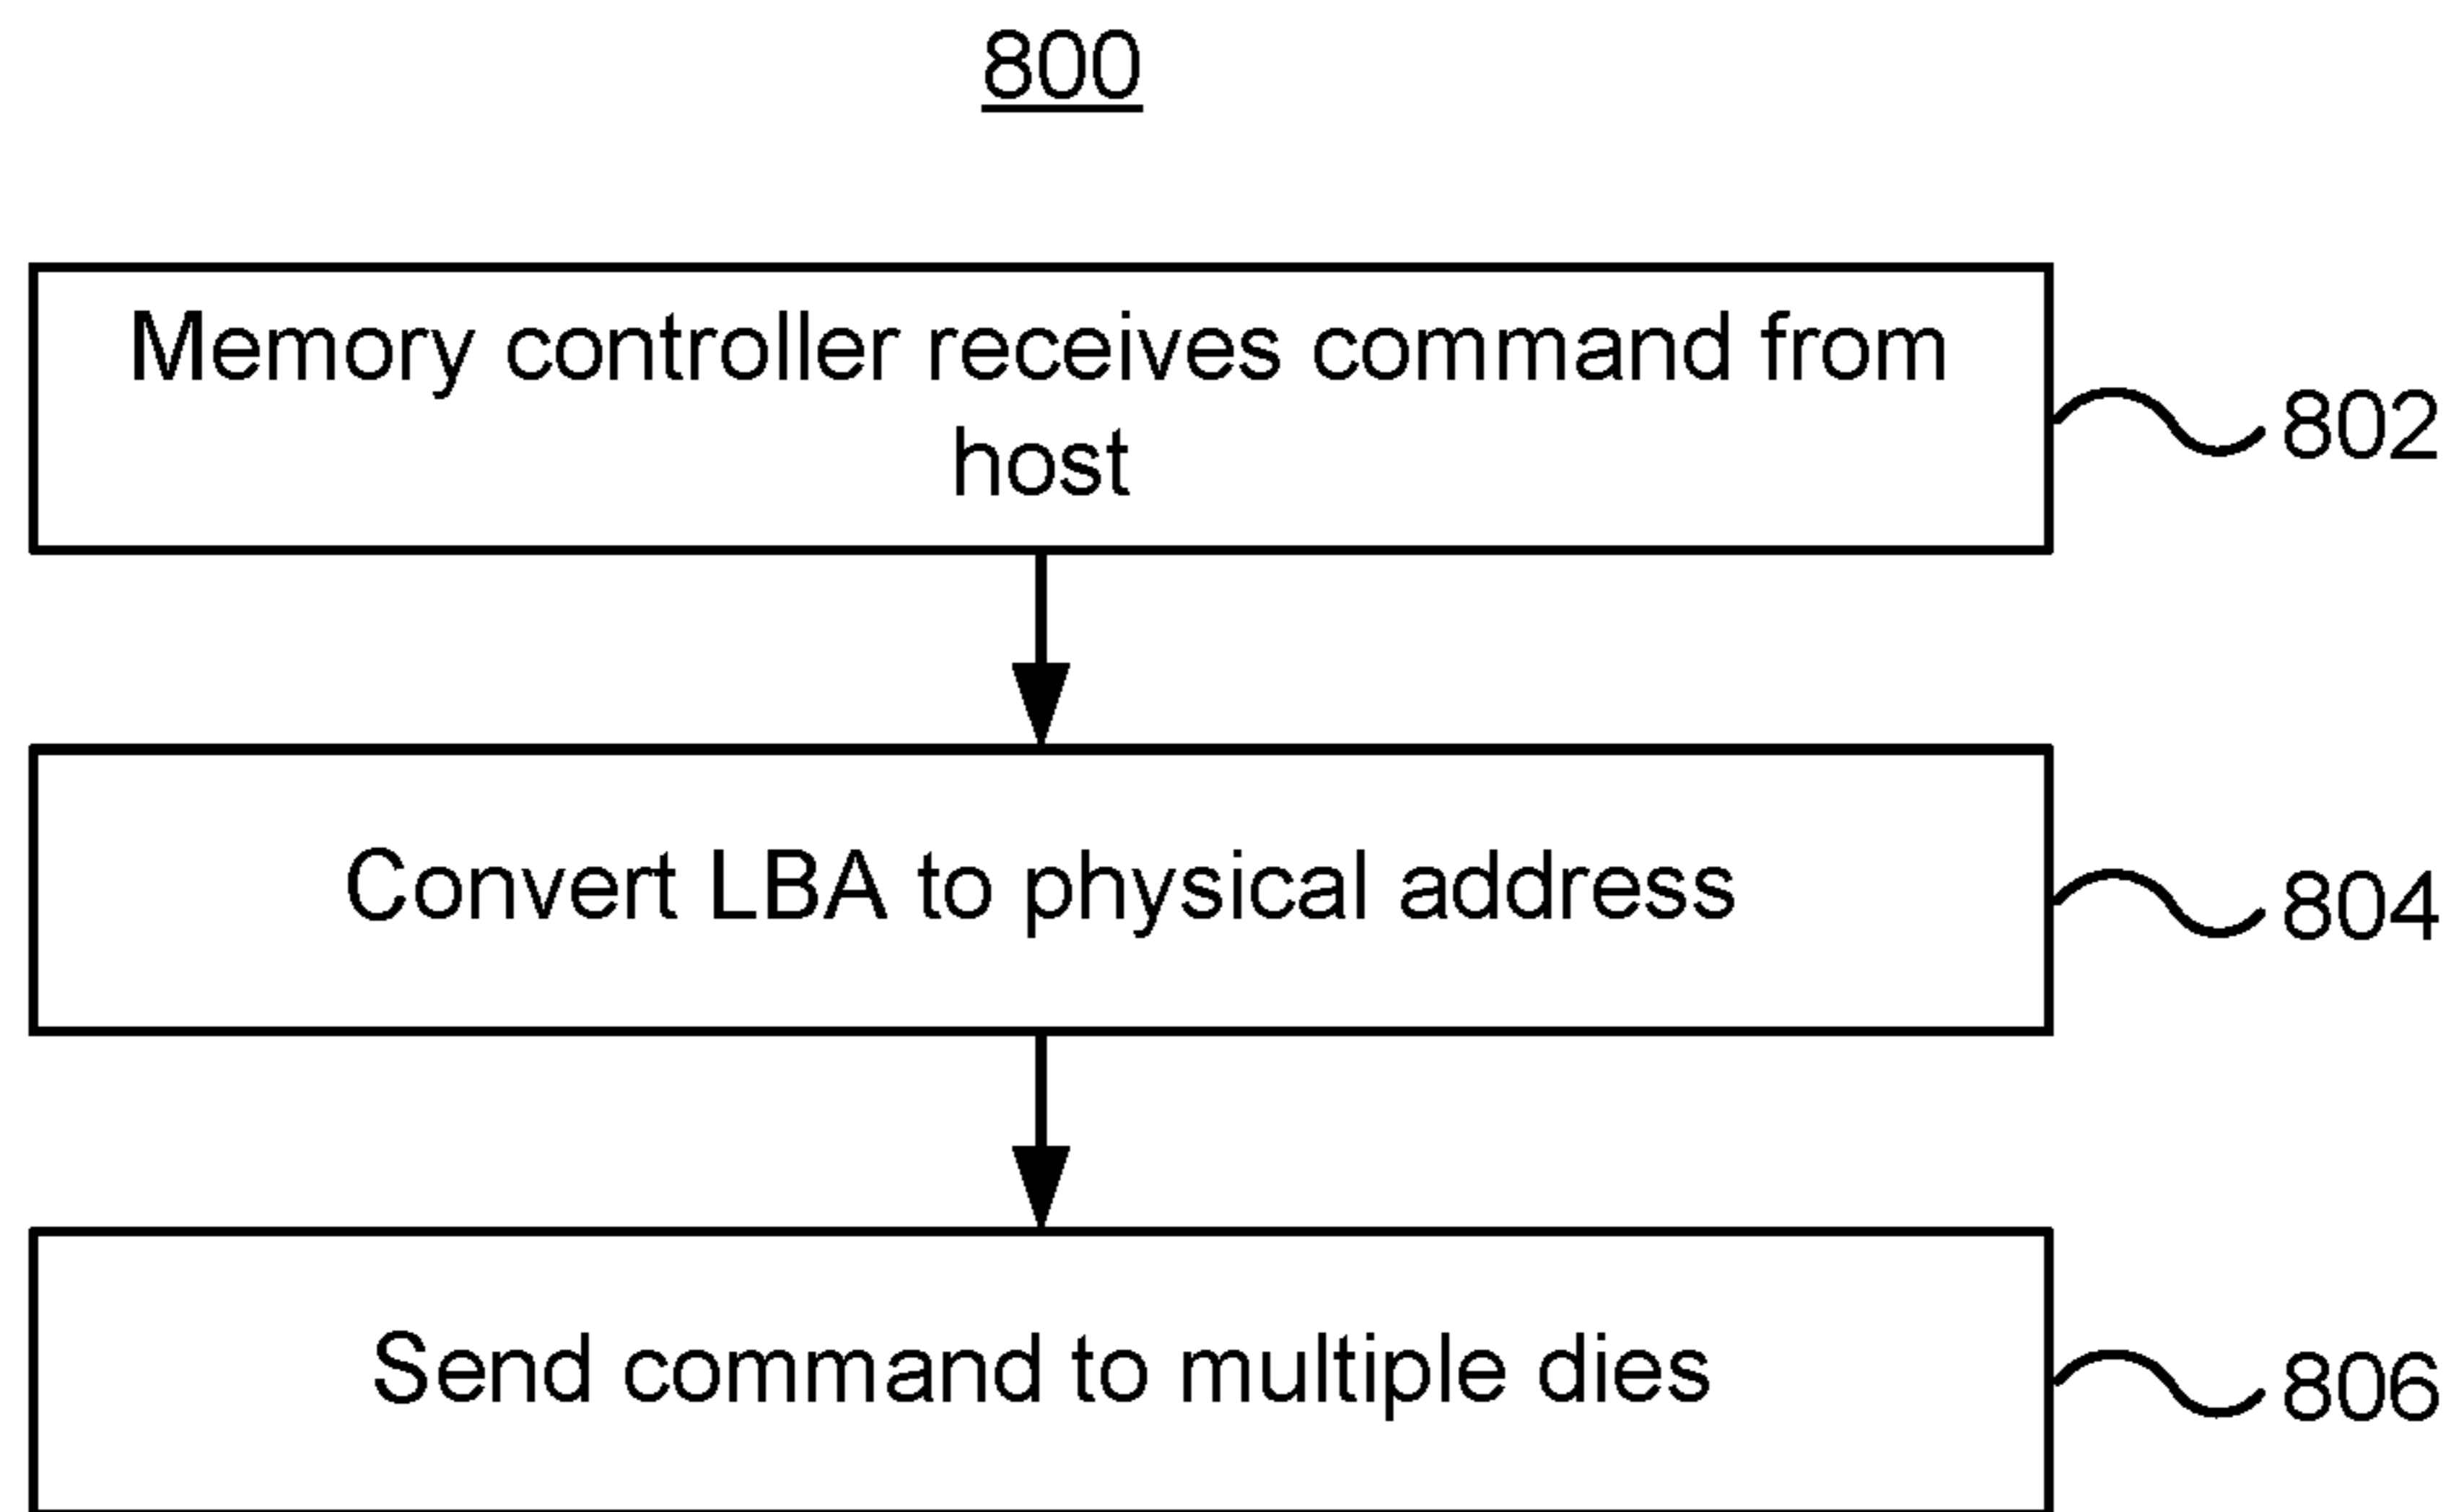 800
Memory controller receives command from
host
802
Convert LBA to physical address
804
Send command to multiple dies
806